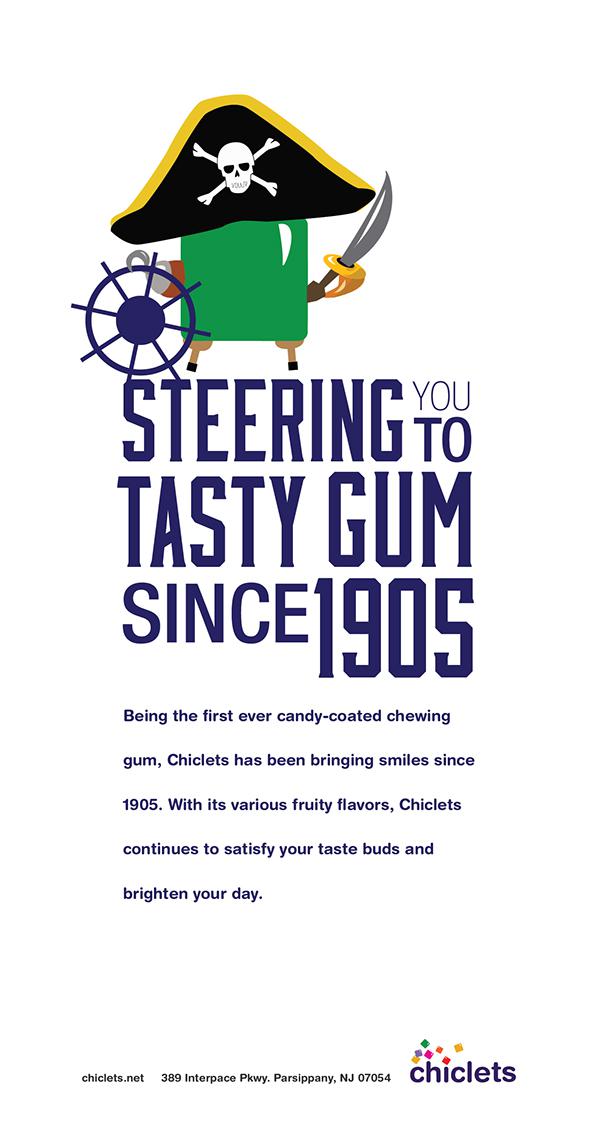 STEERING YOU TO
TASTY GUM
SINCE 1905
Being the first ever candy-coated chewing
gum, Chiclets has been bringing smiles since
1905. With its various fruity flavors, Chiclets
continues to satisfy your taste buds and
brighten your day.
chiclets.net 389 Interpace Pkwy. Parsippany, NJ 07054 chiclets